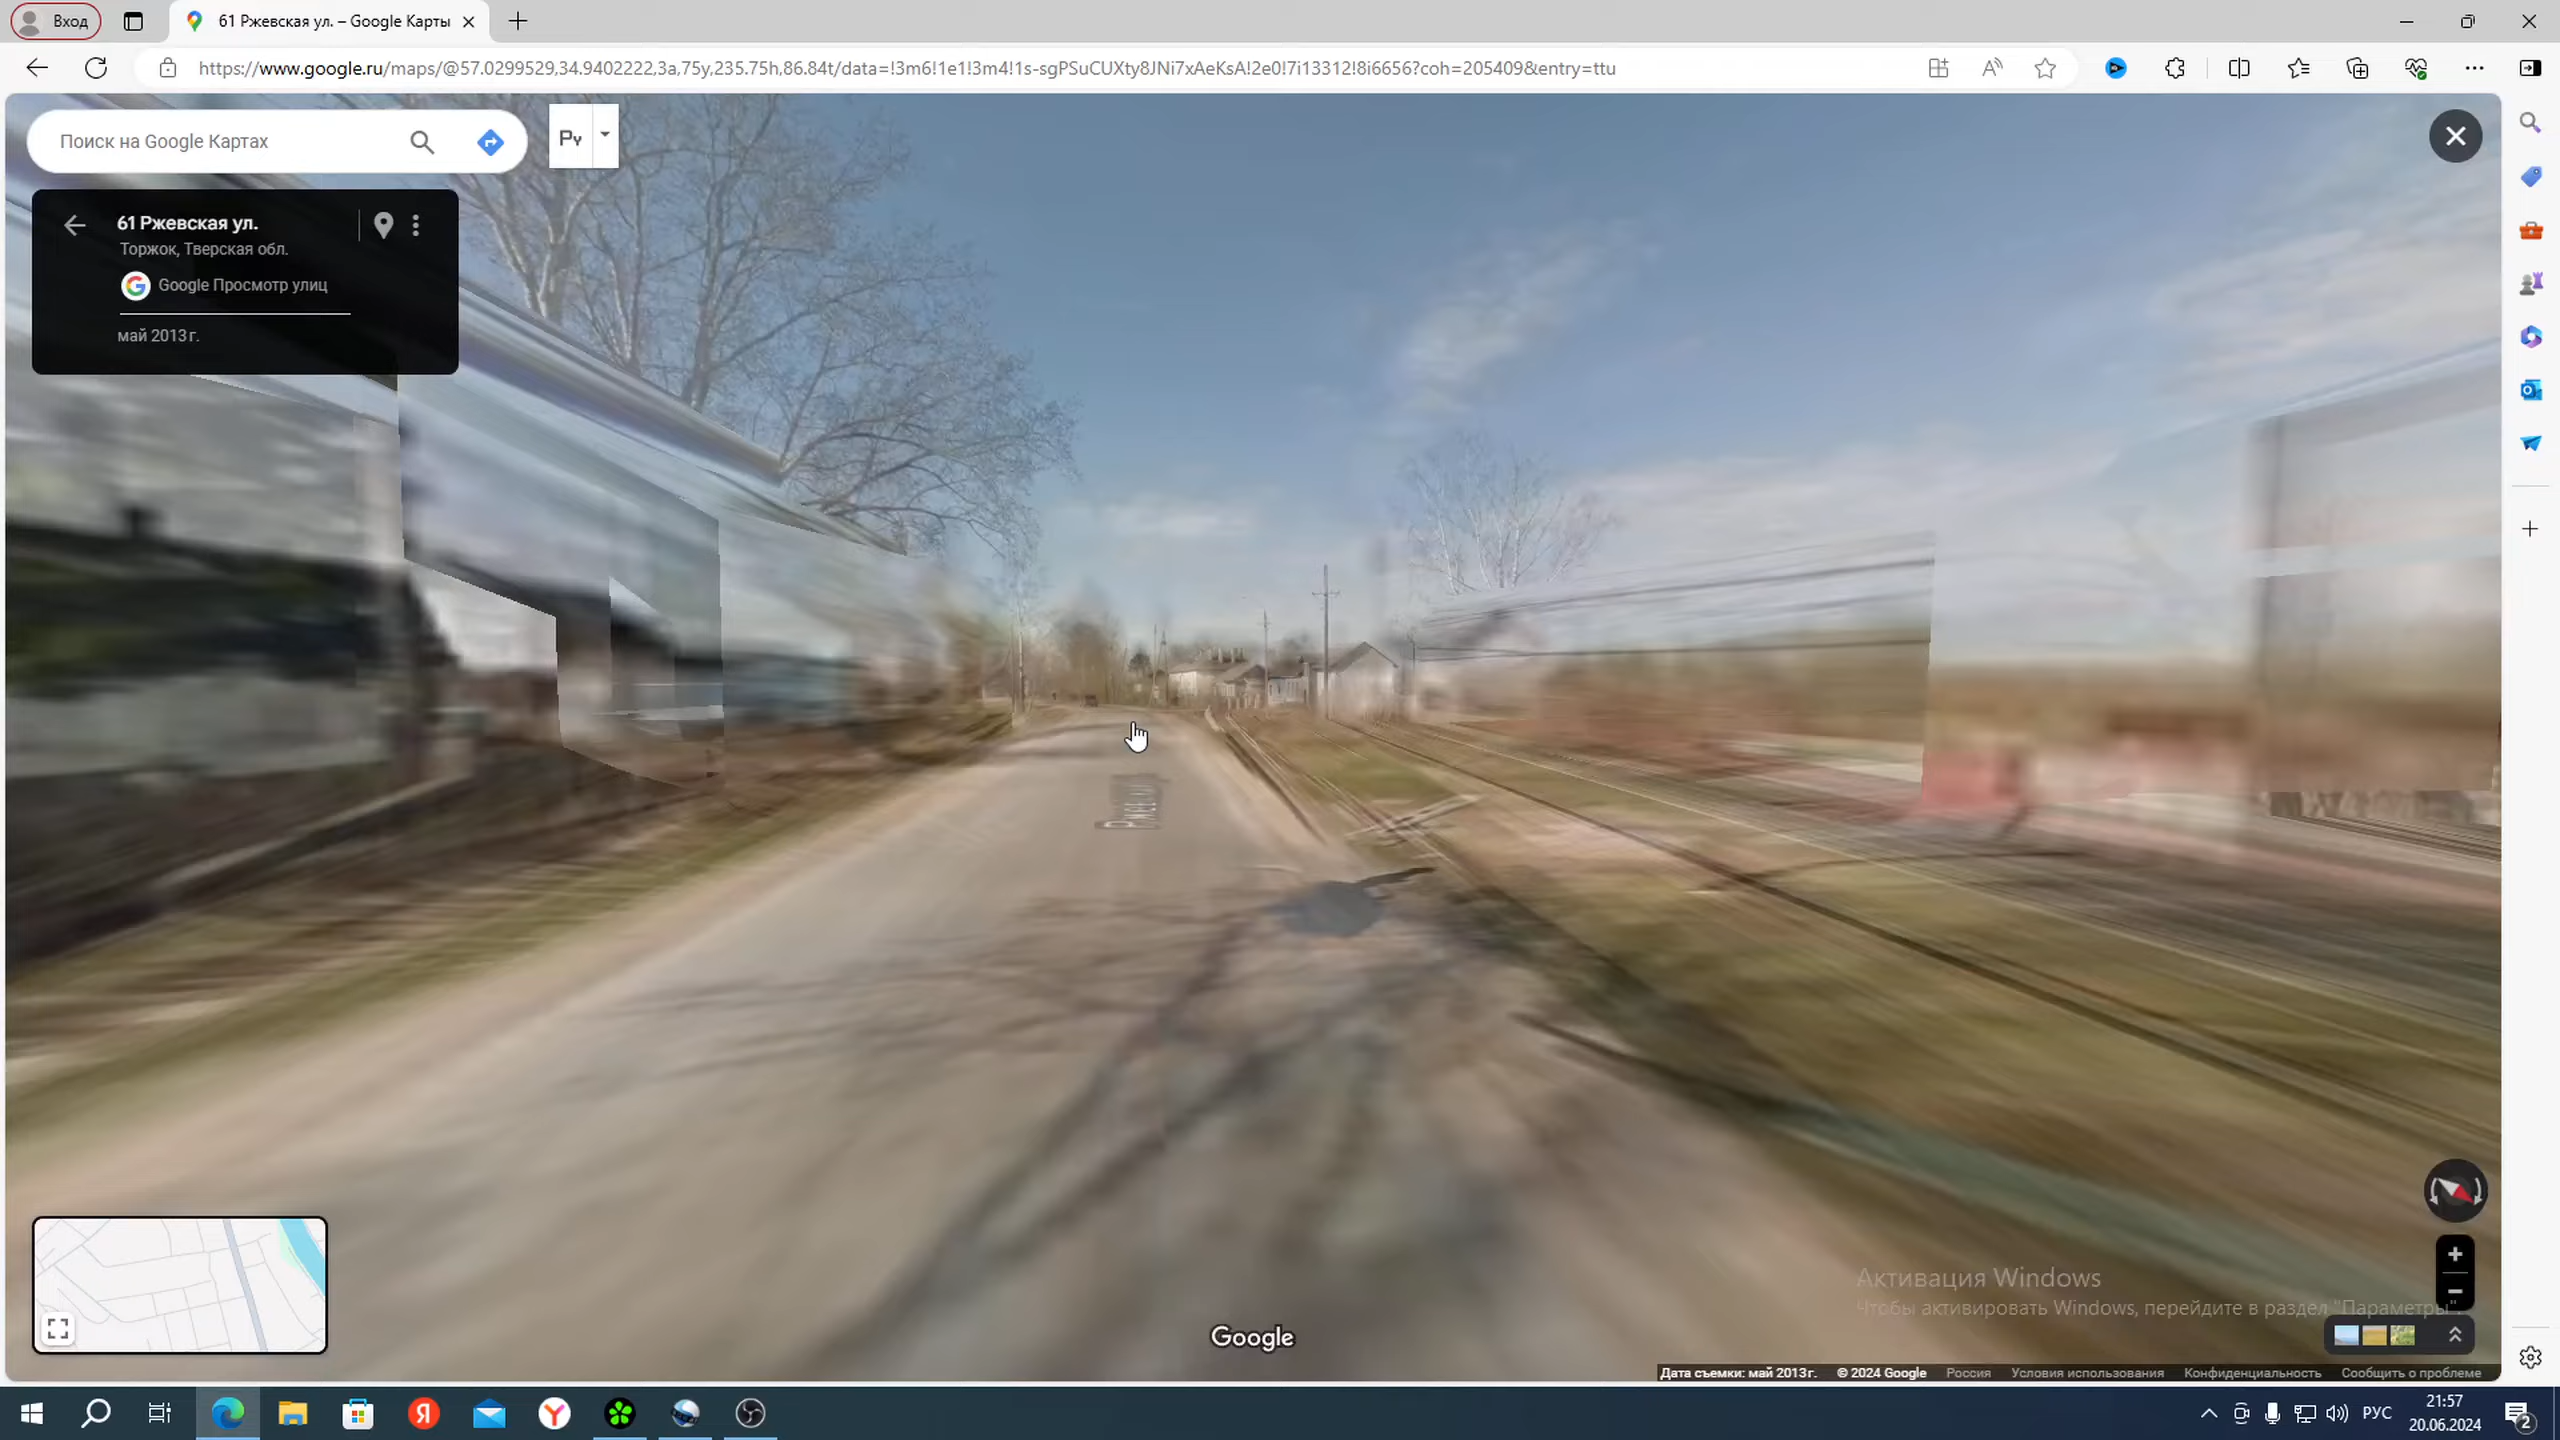 Вход
61 Ржевская ул. – Google Карты
https://www.google.ru/maps/@57.0299529,34.9402222,3a,75y,235.75h,86.84t/data=!3m6!1e1!3m4!1s-sgPSuCUXty8JNi7xAeKsA!2e0!7i13312!8i6656?coh=205409&entry=ttu
Поиск на Google Картах
61 Ржевская ул.
Торжок, Тверская обл.
Google Просмотр улиц
май 2013 г.
Активация Windows
Чтобы активировать Windows, перейдите в раздел "Параметры".
Google
Дата съемки: май 2013 г. © 2024 Google Россия Условия использования Конфиденциальность Сообщить о проблеме
РУС
21:57
20.06.2024
2